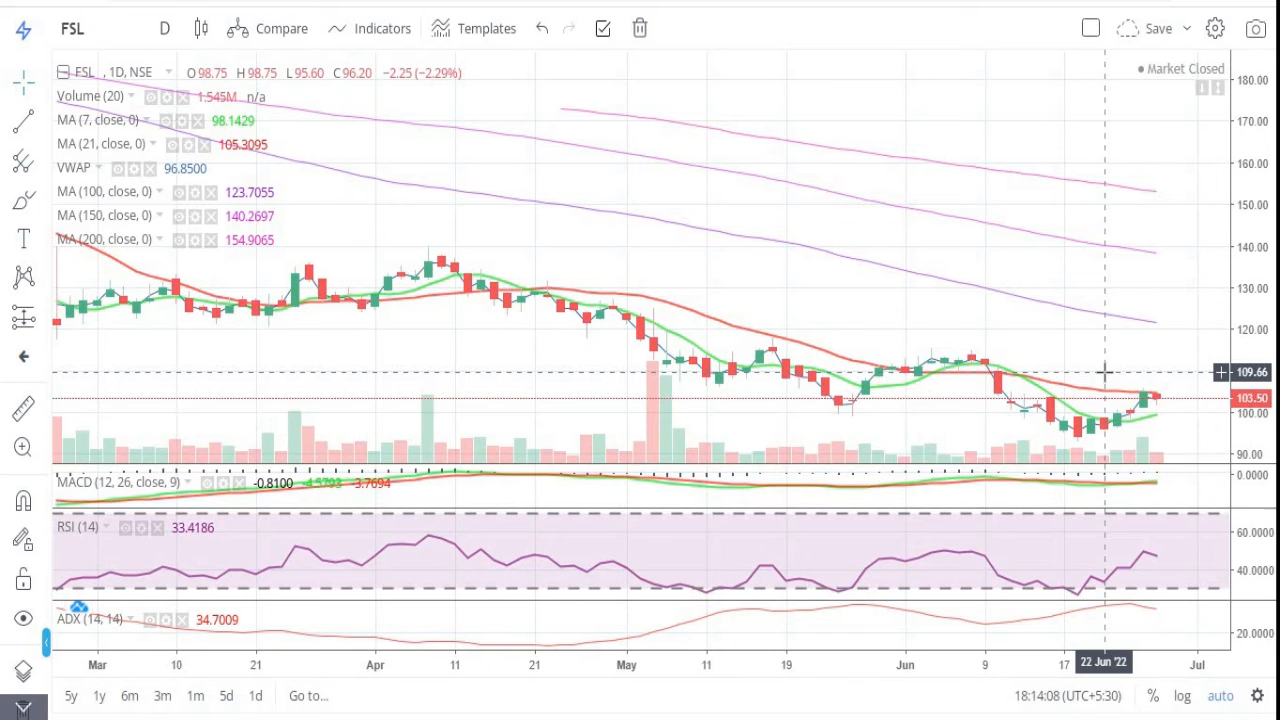 FSL D Compare Indicators Templates Save
FSL , 1D, NSE O98.75 H98.75 L95.60 C96.20 −2.25 (−2.29%)
Market Closed
Volume (20) 1.545M n/a
MA (7, close, 0) 98.1429
MA (21, close, 0) 105.3095
VWAP 96.8500
MA (100, close, 0) 123.7055
MA (150, close, 0) 140.2697
MA (200, close, 0) 154.9065
180.00
170.00
160.00
150.00
140.00
130.00
120.00
109.66
103.50
100.00
90.00
MACD (12, 26, close, 9) -0.8100 -4.5793 -3.7694
0.0000
RSI (14) 33.4186
60.0000
40.0000
ADX (14, 14) 34.7009
20.0000
Mar 10 21 Apr 11 21 May 11 19 Jun 9 17 22 Jun '22 Jul
5y 1y 6m 3m 1m 5d 1d Go to... 18:14:08 (UTC+5:30) % log auto